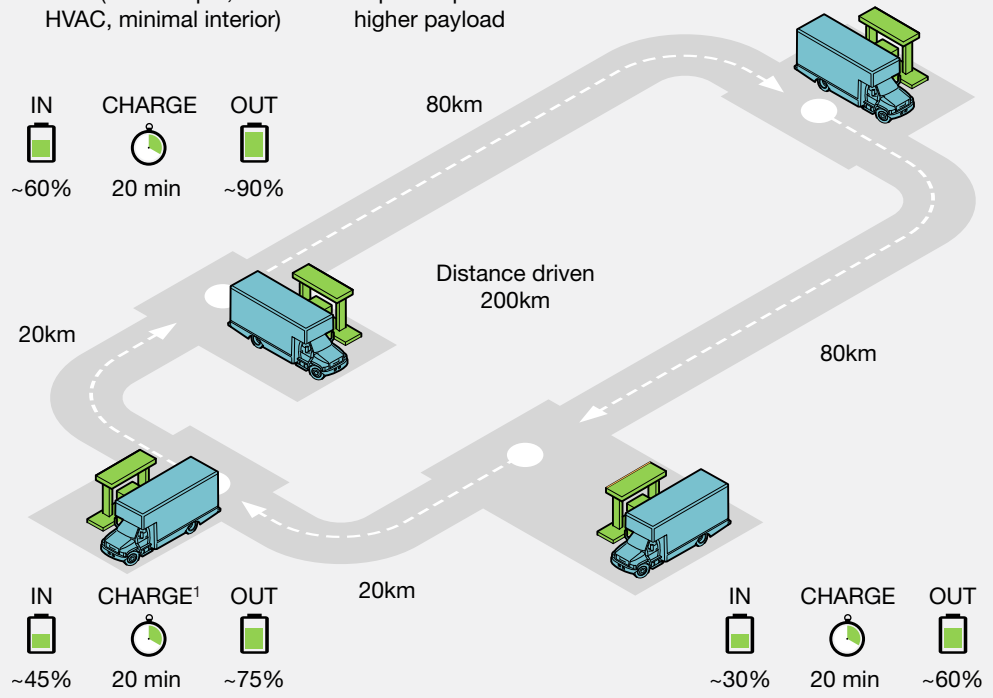 HVAC, minimal interior)
higher payload
80km
IN CHARGE OUT
~60% 20 min ~90%
Distance driven
200km
20km
80km
20km
IN CHARGE¹ OUT
~45% 20 min ~75%
IN CHARGE OUT
~30% 20 min ~60%